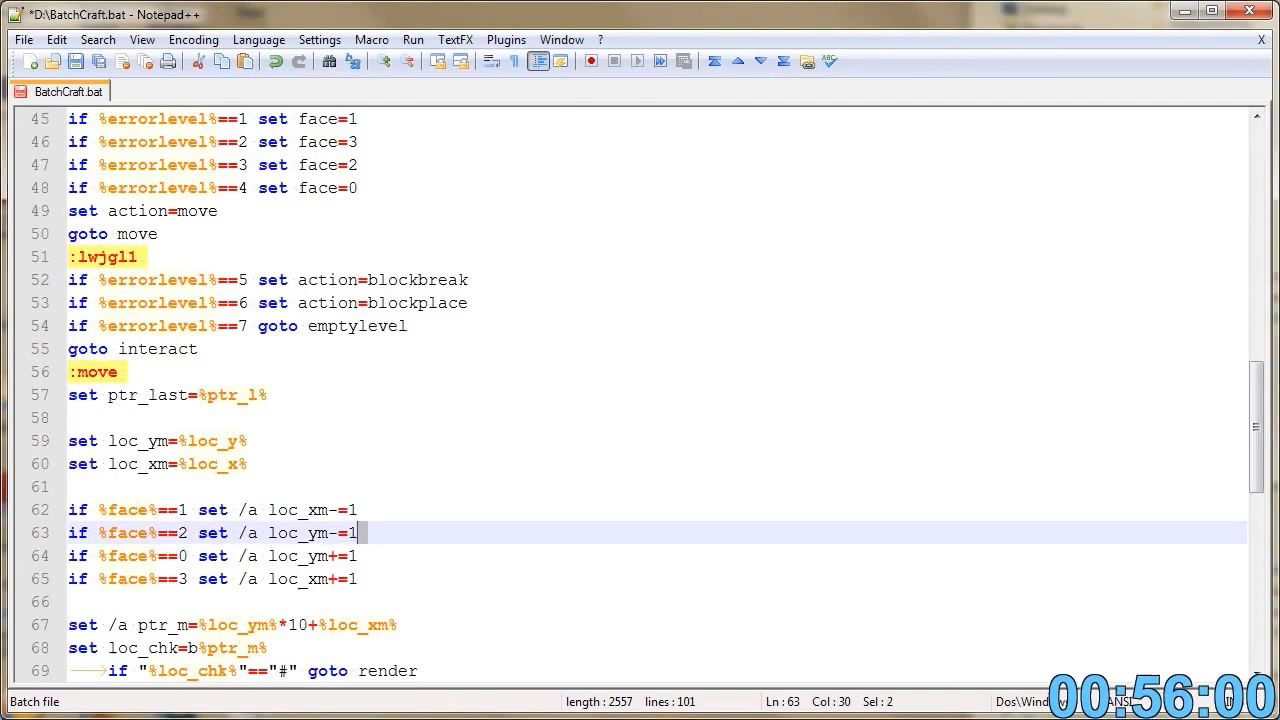 *D:\BatchCraft.bat - Notepad++
File Edit Search View Encoding Language Settings Macro Run TextFX Plugins Window ? X
BatchCraft.bat
45 if %errorlevel%==1 set face=1
46 if %errorlevel%==2 set face=3
47 if %errorlevel%==3 set face=2
48 if %errorlevel%==4 set face=0
49 set action=move
50 goto move
51 :lwjgl1
52 if %errorlevel%==5 set action=blockbreak
53 if %errorlevel%==6 set action=blockplace
54 if %errorlevel%==7 goto emptylevel
55 goto interact
56 :move
57 set ptr_last=%ptr_l%
58
59 set loc_ym=%loc_y%
60 set loc_xm=%loc_x%
61
62 if %face%==1 set /a loc_xm-=1
63 if %face%==2 set /a loc_ym-=1
64 if %face%==0 set /a loc_ym+=1
65 if %face%==3 set /a loc_xm+=1
66
67 set /a ptr_m=%loc_ym%*10+%loc_xm%
68 set loc_chk=b%ptr_m%
69 if "%loc_chk%"=="#" goto render
Batch file length : 2557 lines : 101 Ln : 63 Col : 30 Sel : 2
00:56:00